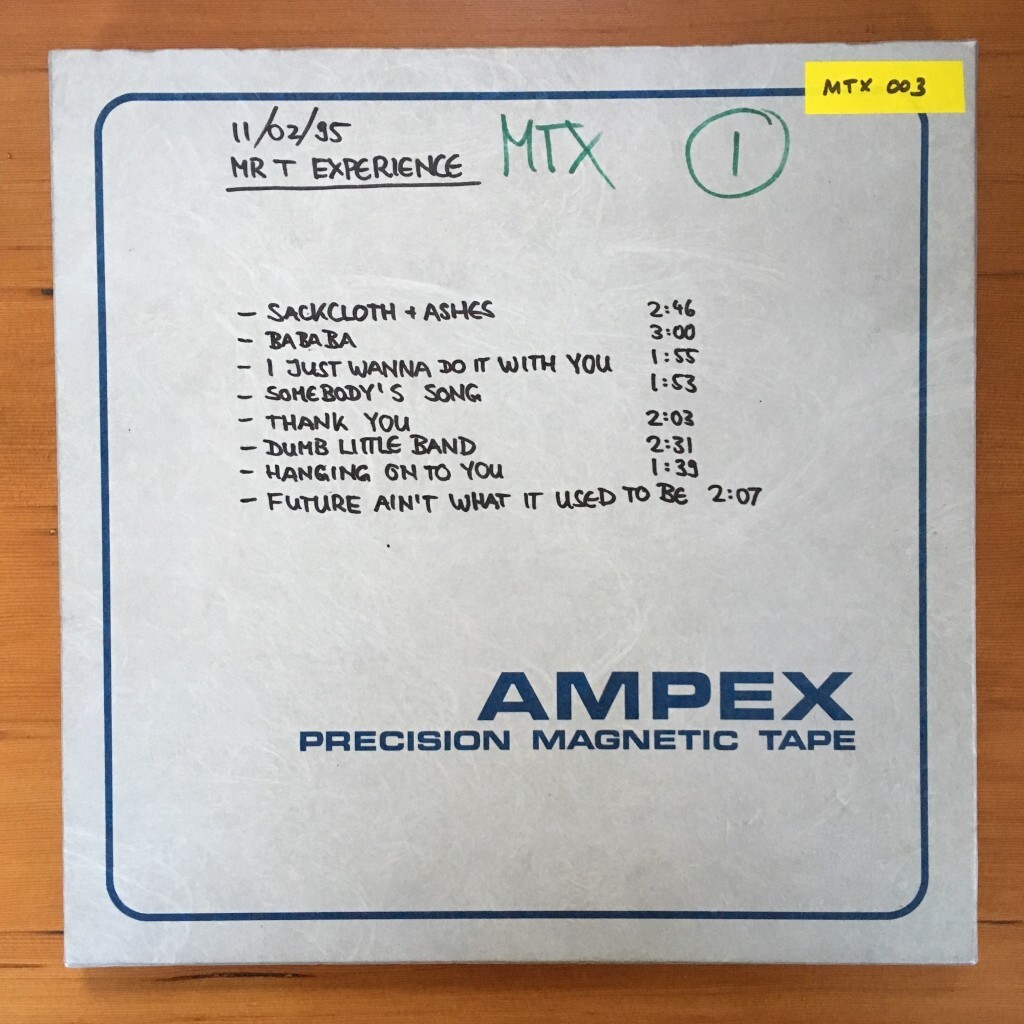 MTX 003
11/02/95
MR T EXPERIENCE MTX 1
- SACKCLOTH + ASHES 2:46
- BABABA 3:00
- I JUST WANNA DO IT WITH YOU 1:55
- SOMEBODY'S SONG 1:53
- THANK YOU 2:03
- DUMB LITTLE BAND 2:31
- HANGING ON TO YOU 1:39
- FUTURE AIN'T WHAT IT USED TO BE 2:07
AMPEX
PRECISION MAGNETIC TAPE